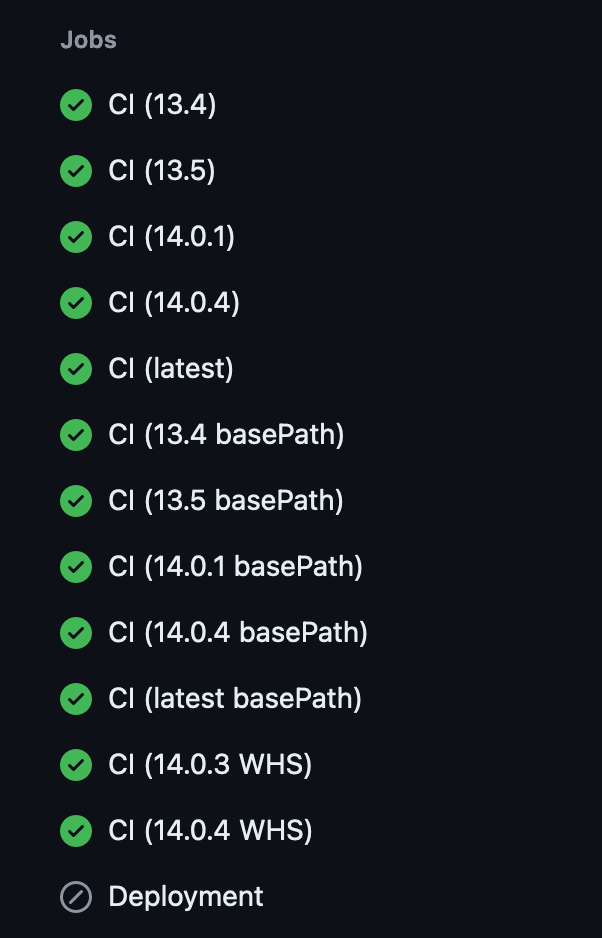 Jobs
CI (13.4)
CI (13.5)
CI (14.0.1)
CI (14.0.4)
CI (latest)
CI (13.4 basePath)
CI (13.5 basePath)
CI (14.0.1 basePath)
CI (14.0.4 basePath)
CI (latest basePath)
CI (14.0.3 WHS)
CI (14.0.4 WHS)
Deployment